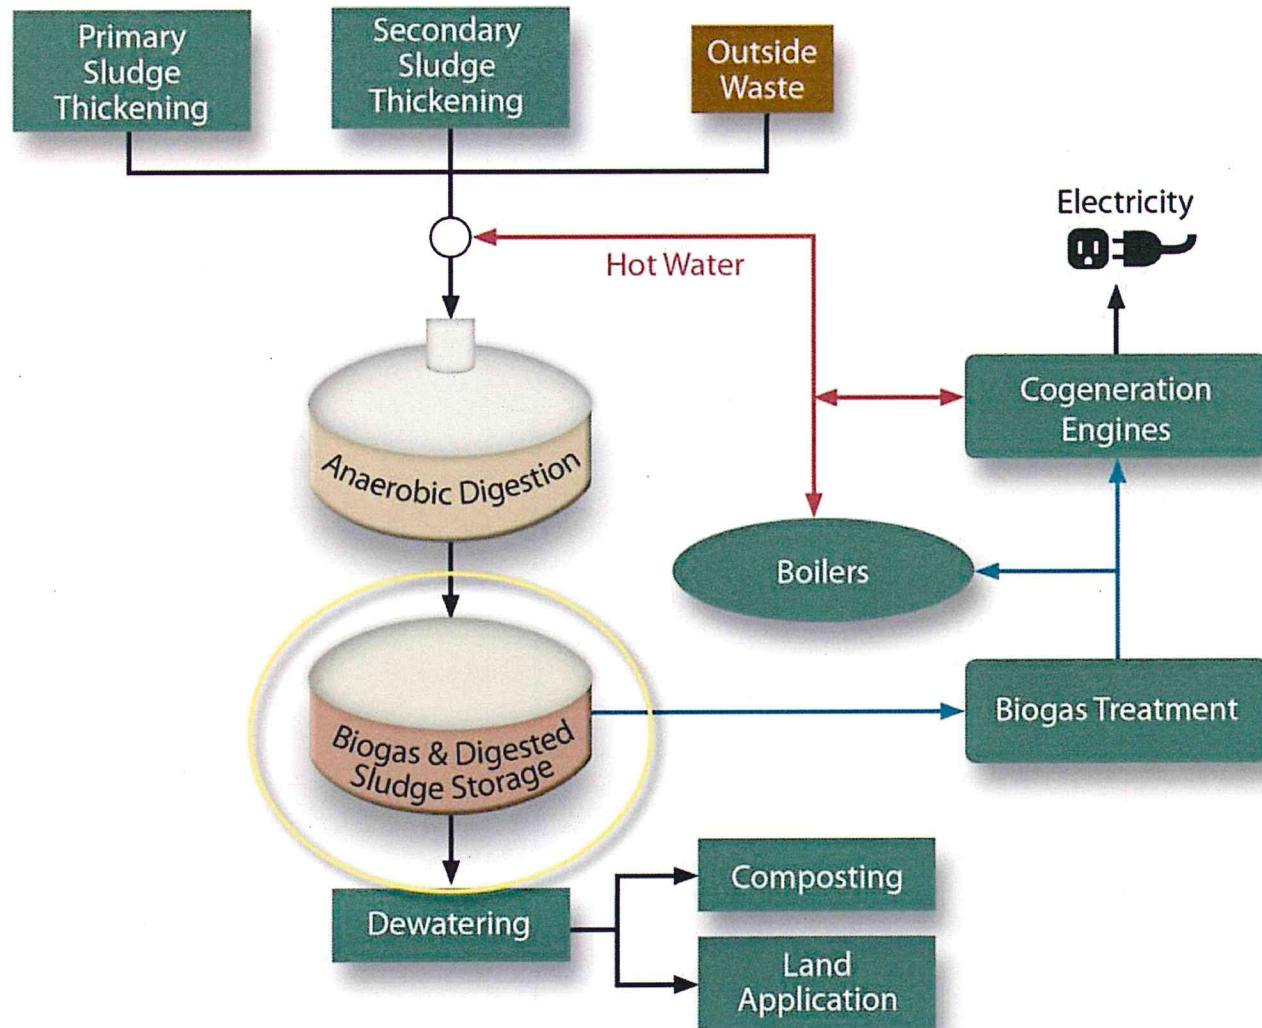 Primary
Sludge
Thickening
Secondary
Sludge
Thickening
Outside
Waste
Electricity
Hot Water
Cogeneration
Engines
Anaerobic Digestion
Boilers
Biogas & Digested
Sludge Storage
Biogas Treatment
Dewatering
Composting
Land
Application